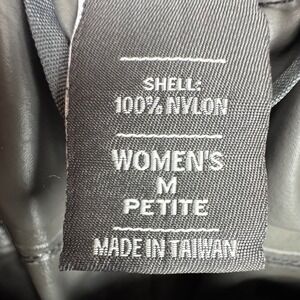 SHELL:
100% NYLON
WOMEN'S
M
PETITE
MADE IN TAIWAN